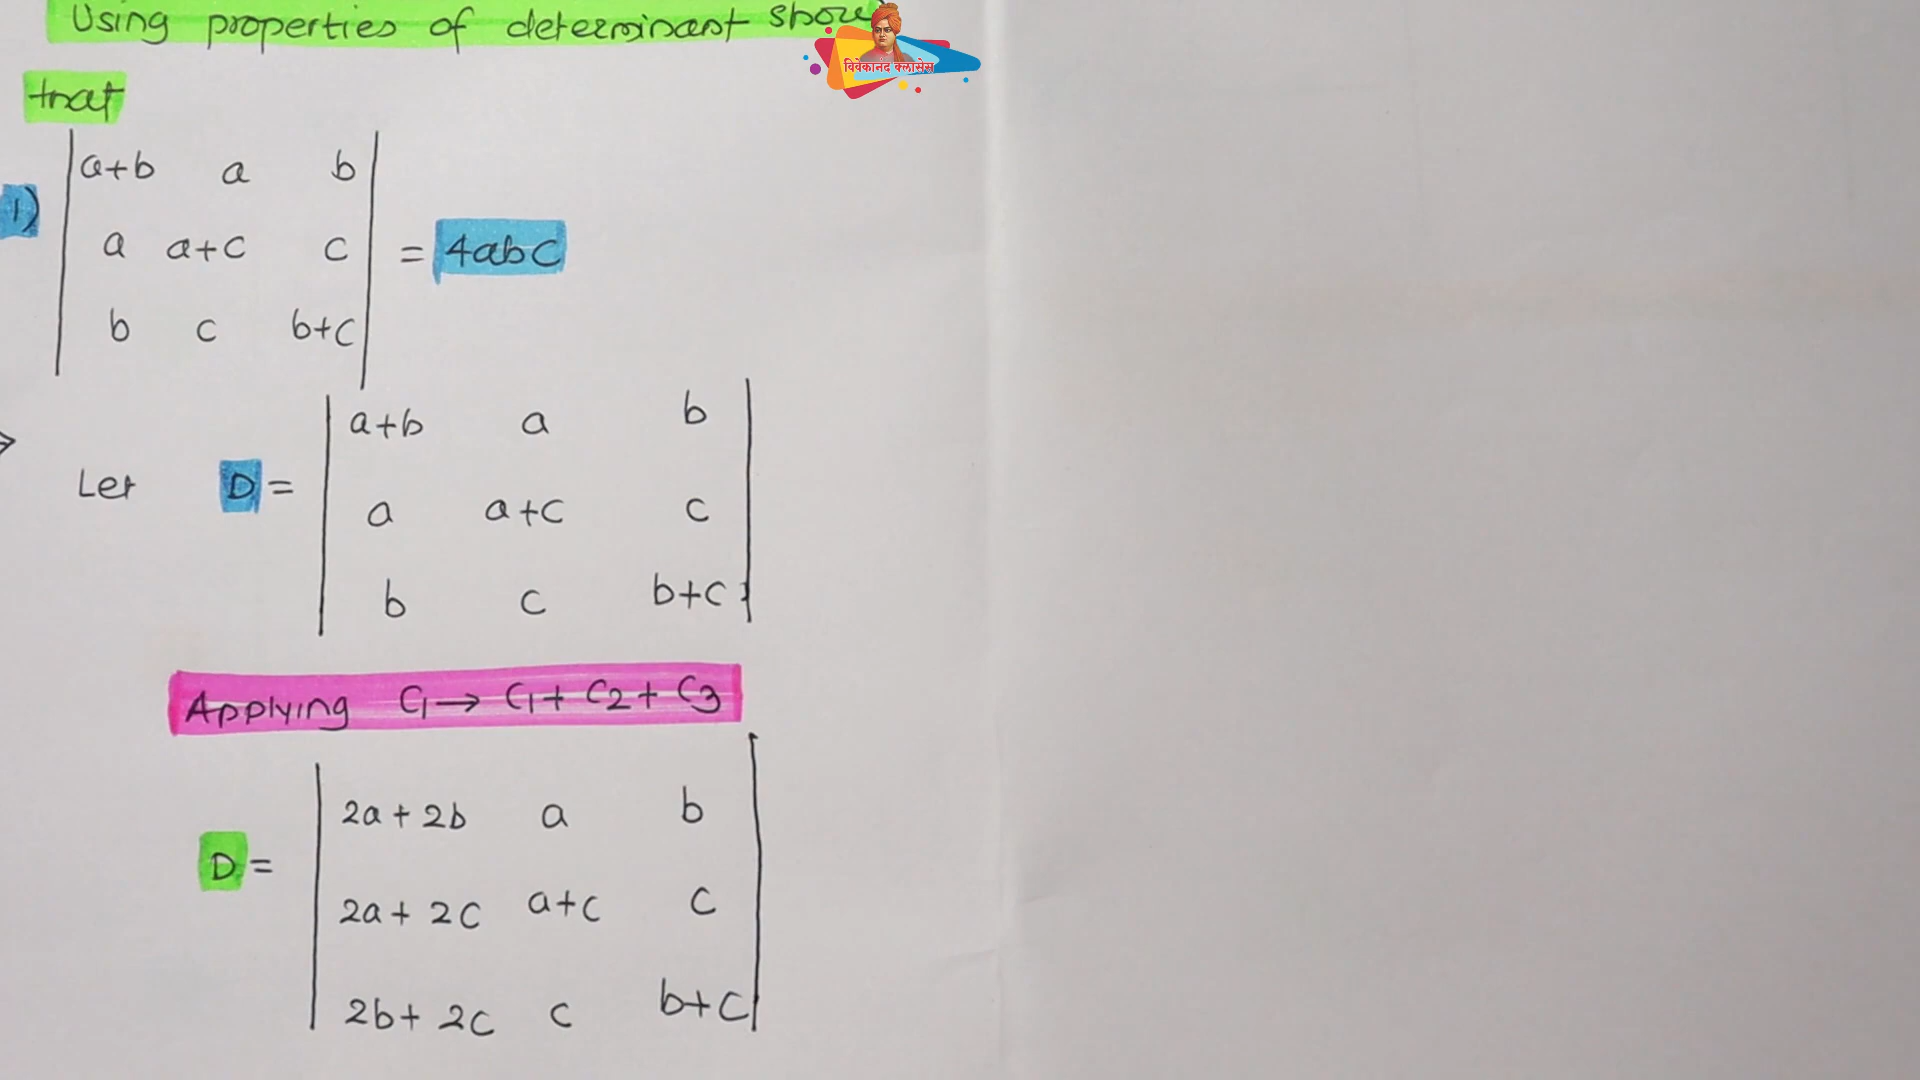 Using properties of determinant show
that
विवेकानंद क्लासेस
1) | a+b a b |
| a a+c c | = 4abc
| b c b+c |
Let D = | a+b a b |
| a a+c c |
| b c b+c |
Applying C1 → C1 + C2 + C3
D = | 2a + 2b a b |
| 2a + 2c a+c c |
| 2b + 2c c b+c |